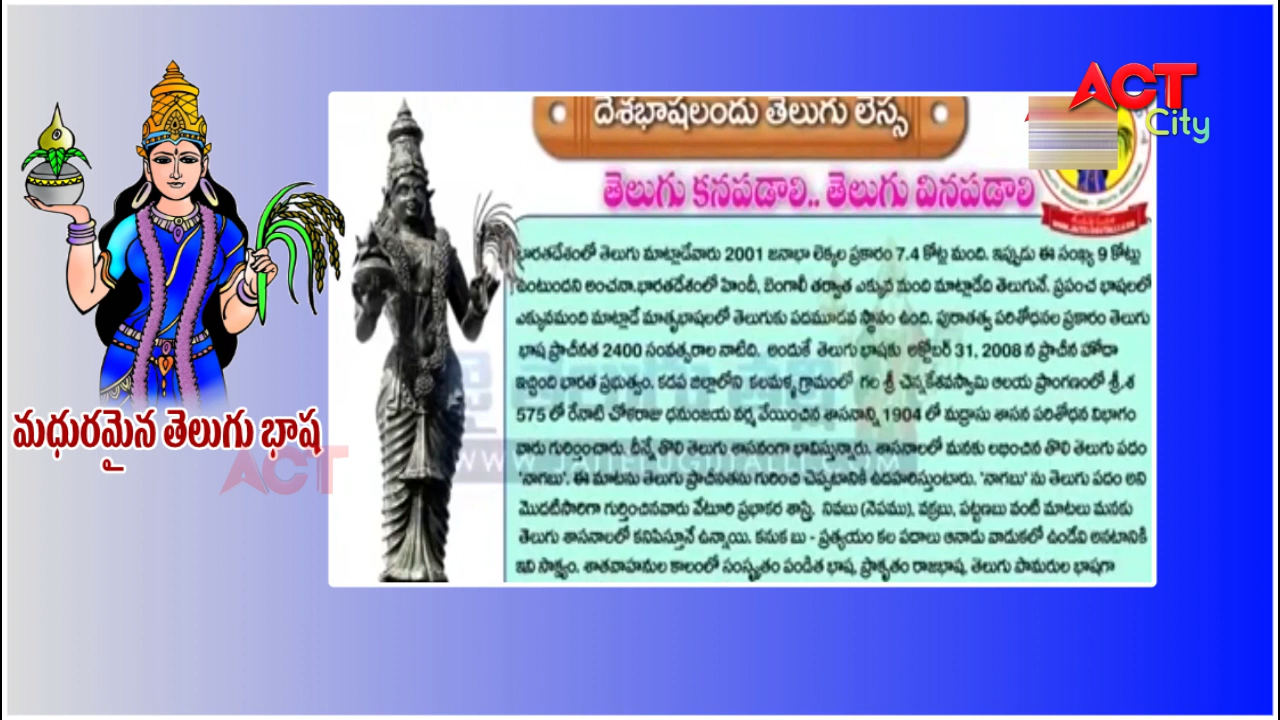 ACT
City
దేశభాషలందు తెలుగు లెస్స
తెలుగు కనపడాలి.. తెలుగు వినపడాలి
భారతదేశంలో తెలుగు మాట్లాడేవారు 2001 జనాభా లెక్కల ప్రకారం 7.4 కోట్ల మంది. ఇప్పుడు ఈ సంఖ్య 9 కోట్లు
ఉంటుందని అంచనా.భారతదేశంలో హిందీ, బెంగాలీ తర్వాత ఎక్కువ మంది మాట్లాడేది తెలుగునే. ప్రపంచ భాషలలో
ఎక్కువమంది మాట్లాడే మాతృభాషలలో తెలుగుకు పదమూడవ స్థానం ఉంది. పురాతత్వ పరిశోధనల ప్రకారం తెలుగు
భాష ప్రాచీనత 2400 సంవత్సరాల నాటిది. అందుకే తెలుగు భాషకు అక్టోబర్ 31, 2008 న ప్రాచీన హోదా
ఇచ్చింది భారత ప్రభుత్వం. కడప జిల్లాలోని కలమళ్ళ గ్రామంలో గల శ్రీ చెన్నకేశవస్వామి ఆలయ ప్రాంగణంలో శ్రీ.శ
575 లో రేనాటి చోళరాజు ధనుంజయ వర్మ వేయించిన శాసనాన్ని 1904 లో మద్రాసు శాసన పరిశోధన విభాగం
వారు గుర్తించారు. దీన్నే తొలి తెలుగు శాసనంగా భావిస్తున్నారు. శాసనాలలో మనకు లభించిన తొలి తెలుగు పదం
'నాగబు'. ఈ మాటను తెలుగు ప్రాచీనతను గురించి చెప్పటానికి ఉదహరిస్తుంటారు. 'నాగబు' ను తెలుగు పదం అని
మొదటిసారిగా గుర్తించినవారు వేటూరి ప్రభాకర శాస్త్రి. నివబు (నెపము), వక్రబు, పట్టణబు వంటి మాటలు మనకు
తెలుగు శాసనాలలో కనిపిస్తూనే ఉన్నాయి. కనుక బు - ప్రత్యయం కల పదాలు ఆనాడు వాడుకలో ఉండేవి అనటానికి
ఇవి సాక్ష్యం. శాతవాహనుల కాలంలో సంస్కృతం పండిత భాష, ప్రాకృతం రాజభాష, తెలుగు పామరుల భాషగా
మధురమైన తెలుగు భాష
ACT